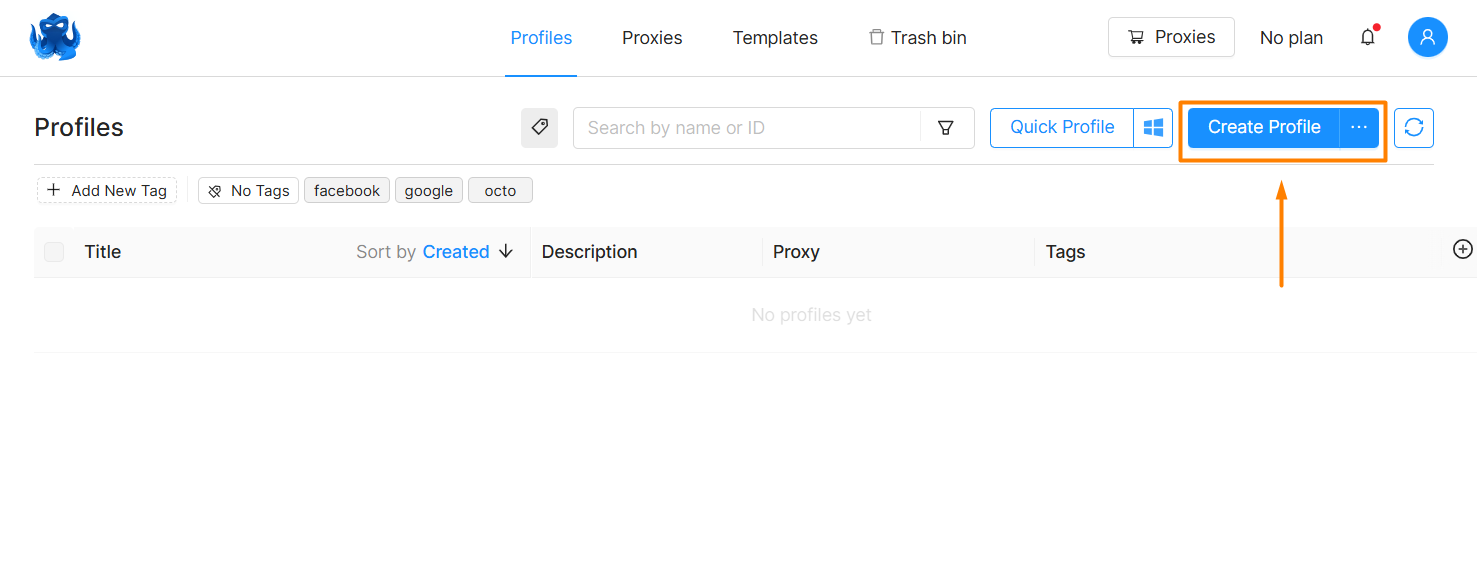 Profiles Proxies Templates Trash bin Proxies No plan
Profiles Search by name or ID Quick Profile Create Profile ...
Add New Tag No Tags facebook google octo
Title Sort by Created Description Proxy Tags
No profiles yet